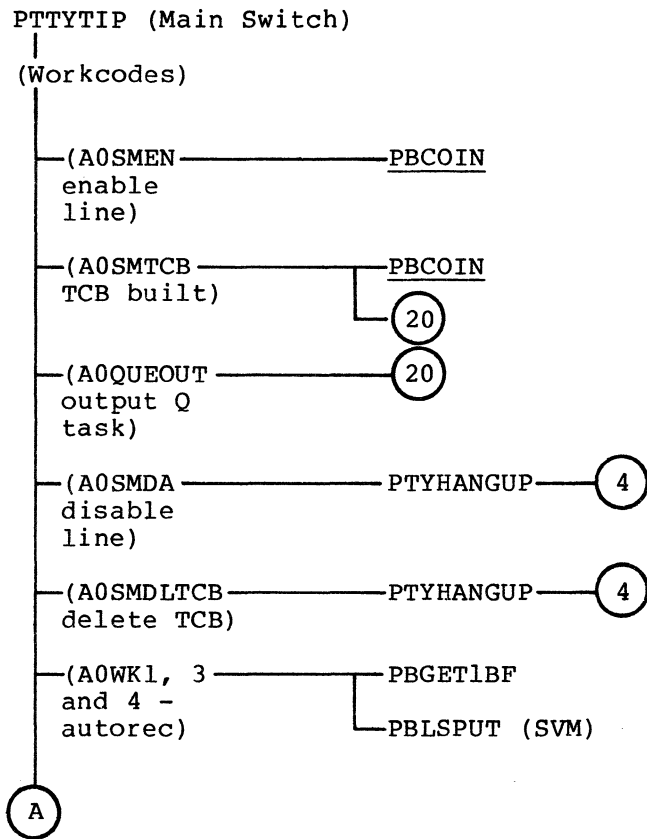 PTTYTIP (Main Switch)
(Workcodes)
(A0SMEN PBCOIN
enable
line)
(A0SMTCB PBCOIN
TCB built)
20
(A0QUEOUT 20
output Q
task)
(A0SMDA PTYHANGUP 4
disable
line)
(A0SMDLTCB PTYHANGUP 4
delete TCB)
(A0WK1, 3 PBGET1BF
and 4 -
autorec) PBLSPUT (SVM)
A